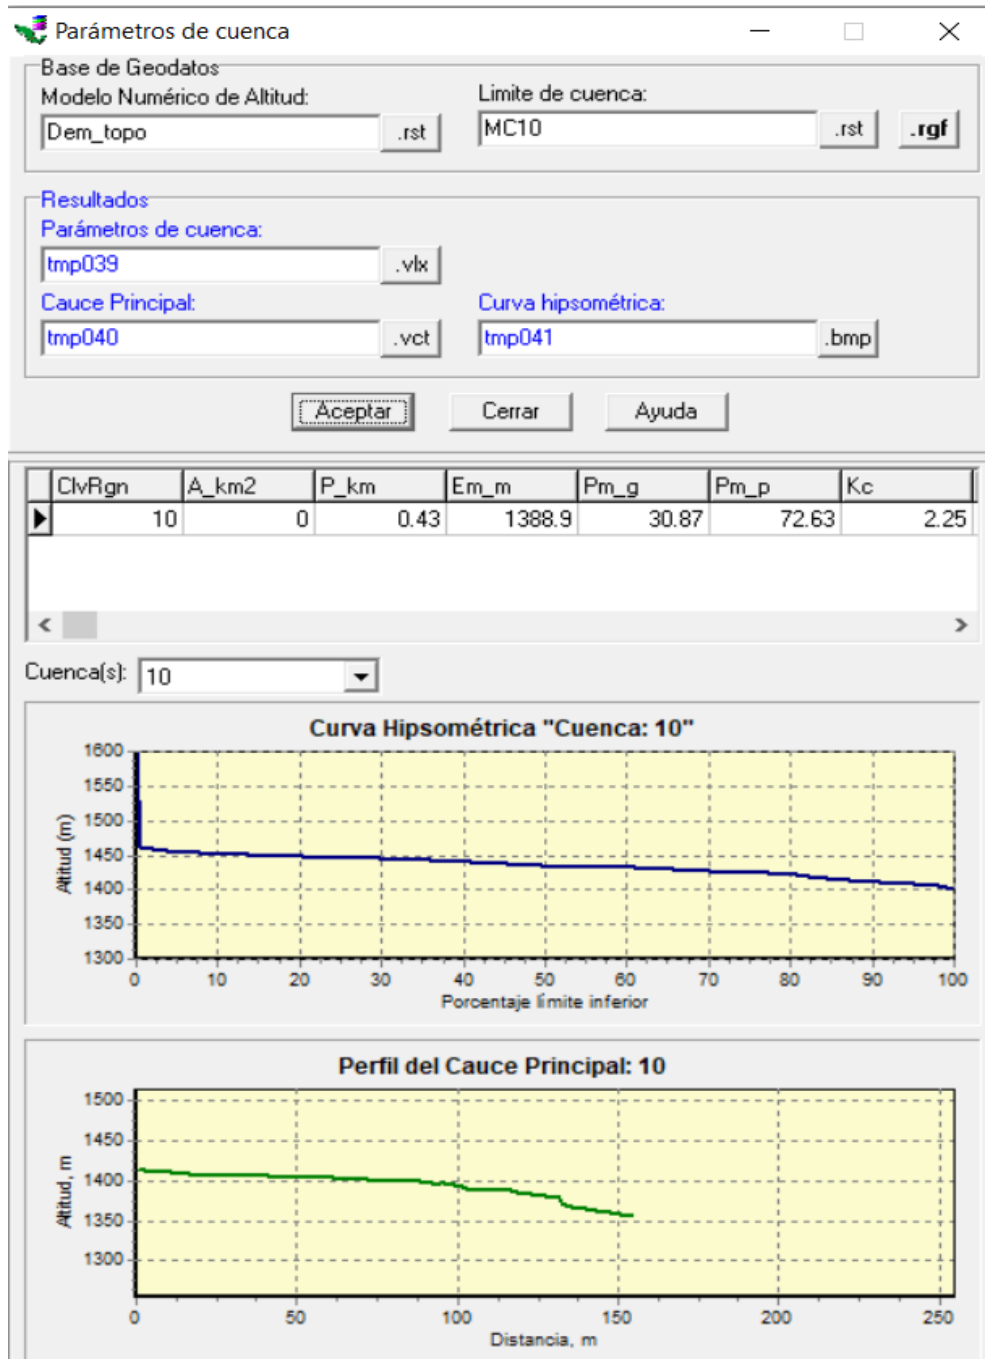 Parámetros de cuenca
Base de Geodatos
Modelo Numérico de Altitud: Limite de cuenca:
Dem_topo .rst MC10 .rst .rgf
Resultados
Parámetros de cuenca:
tmp039 .vlx
Cauce Principal: Curva hipsométrica:
tmp040 .vct tmp041 .bmp
Aceptar Cerrar Ayuda
ClvRgn A_km2 P_km Em_m Pm_g Pm_p Kc
10 0 0.43 1388.9 30.87 72.63 2.25
Cuenca(s): 10
Curva Hipsométrica "Cuenca: 10"
1600
1550
1500
1450
1400
1350
1300
Altitud (m)
0 10 20 30 40 50 60 70 80 90 100
Porcentaje límite inferior
Perfil del Cauce Principal: 10
1500
1450
1400
1350
1300
Altitud, m
0 50 100 150 200 250
Distancia, m